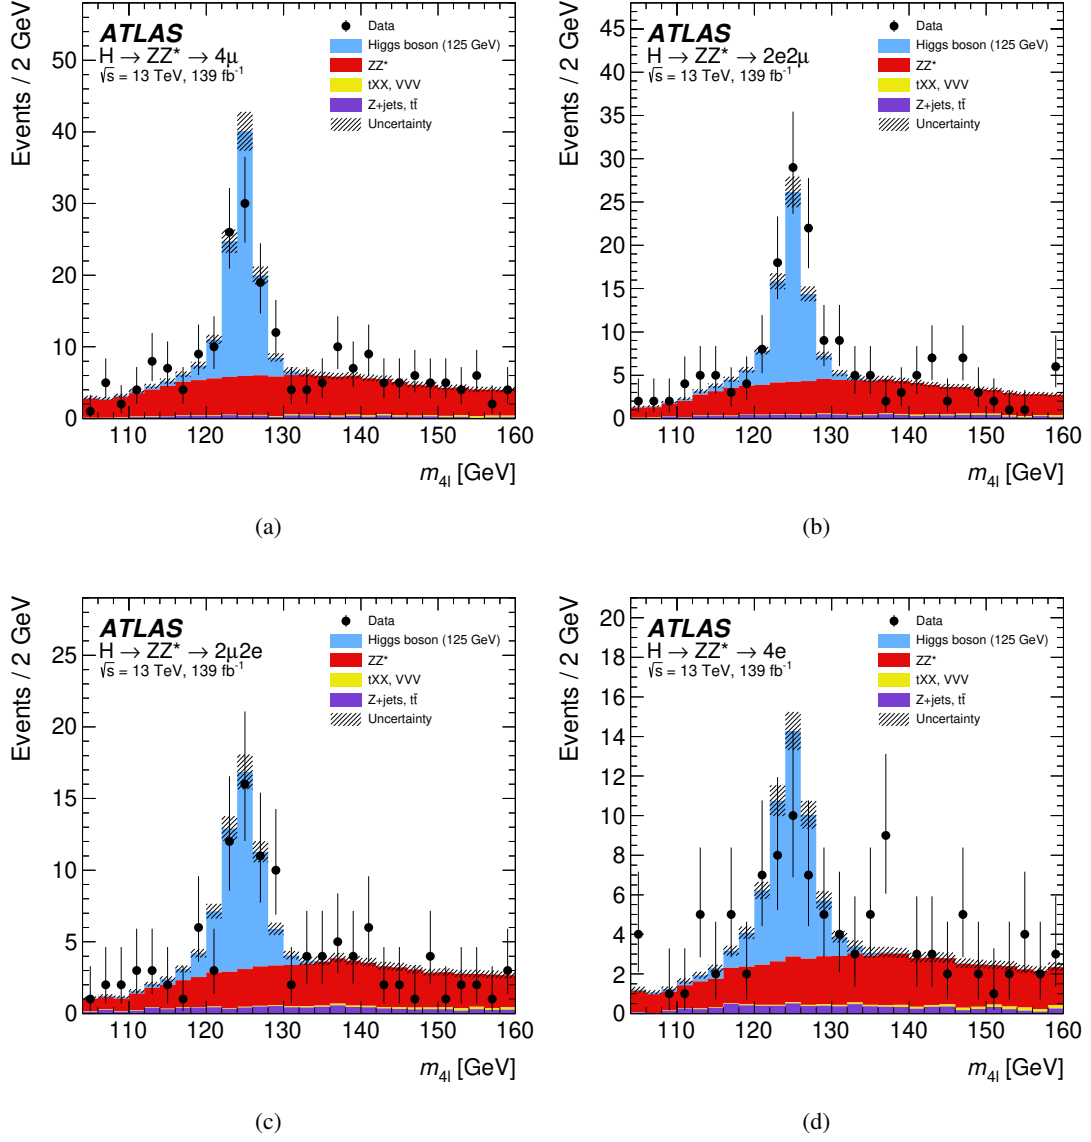 Events / 2 GeV
50
40
30
20
10
0
ATLAS
H → ZZ* → 4μ
√s = 13 TeV, 139 fb⁻¹
Data
Higgs boson (125 GeV)
ZZ*
tXX, VVV
Z+jets, tt̄
Uncertainty
110 120 130 140 150 160
m4l [GeV]
(a)
Events / 2 GeV
45
40
35
30
25
20
15
10
5
0
ATLAS
H → ZZ* → 2e2μ
√s = 13 TeV, 139 fb⁻¹
Data
Higgs boson (125 GeV)
ZZ*
tXX, VVV
Z+jets, tt̄
Uncertainty
110 120 130 140 150 160
m4l [GeV]
(b)
Events / 2 GeV
25
20
15
10
5
0
ATLAS
H → ZZ* → 2μ2e
√s = 13 TeV, 139 fb⁻¹
Data
Higgs boson (125 GeV)
ZZ*
tXX, VVV
Z+jets, tt̄
Uncertainty
110 120 130 140 150 160
m4l [GeV]
(c)
Events / 2 GeV
20
18
16
14
12
10
8
6
4
2
0
ATLAS
H → ZZ* → 4e
√s = 13 TeV, 139 fb⁻¹
Data
Higgs boson (125 GeV)
ZZ*
tXX, VVV
Z+jets, tt̄
Uncertainty
110 120 130 140 150 160
m4l [GeV]
(d)